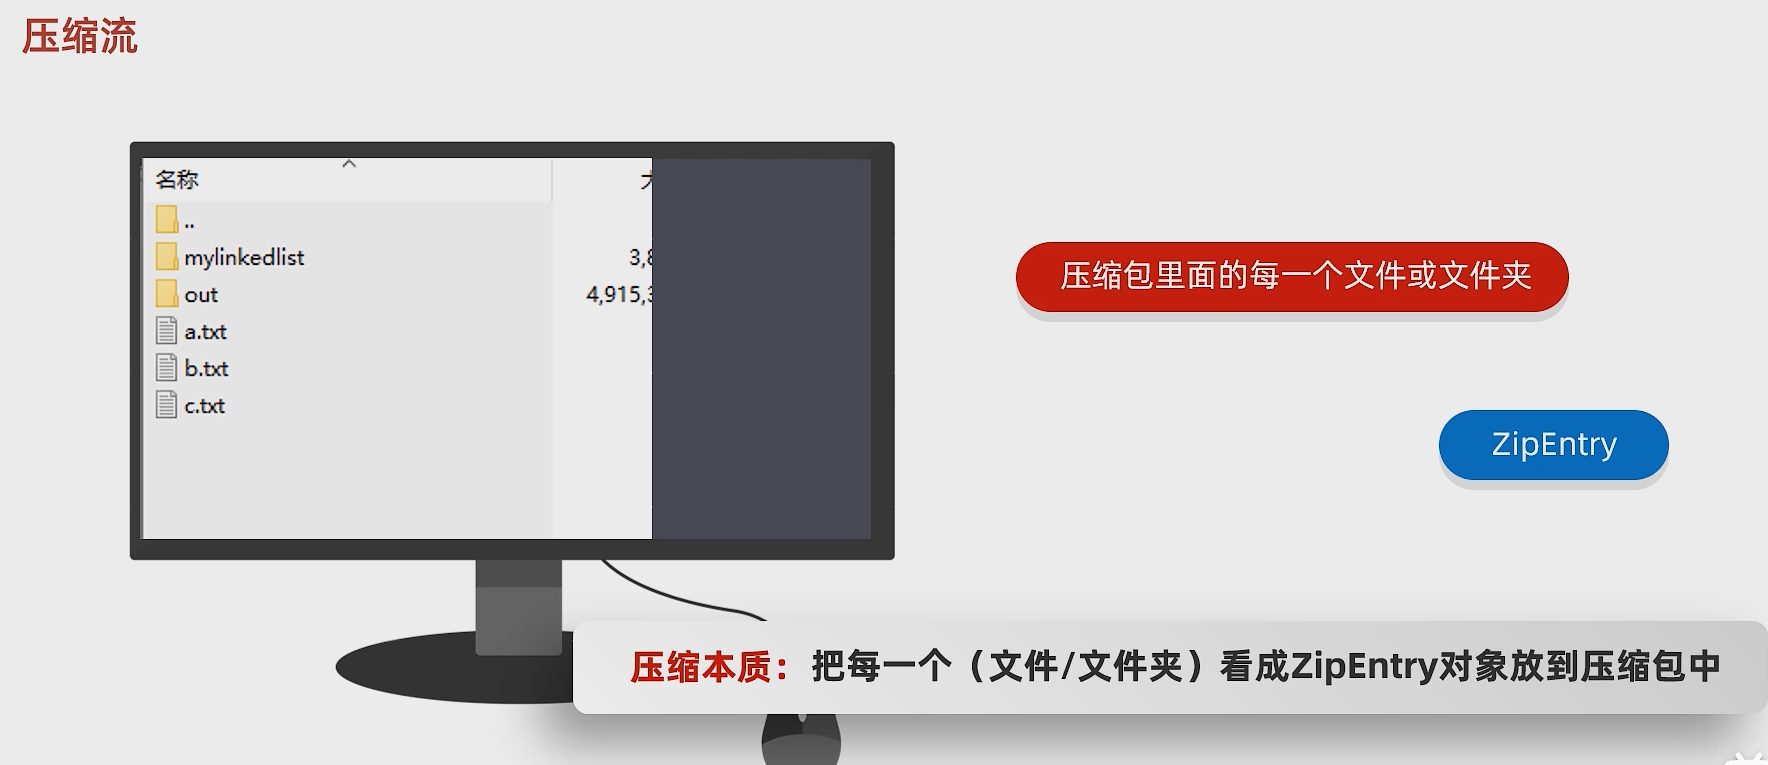 压缩流
名称
..
mylinkedlist 3,8
out 4,915,3
a.txt
b.txt
c.txt
压缩包里面的每一个文件或文件夹
ZipEntry
压缩本质：把每一个（文件/文件夹）看成ZipEntry对象放到压缩包中